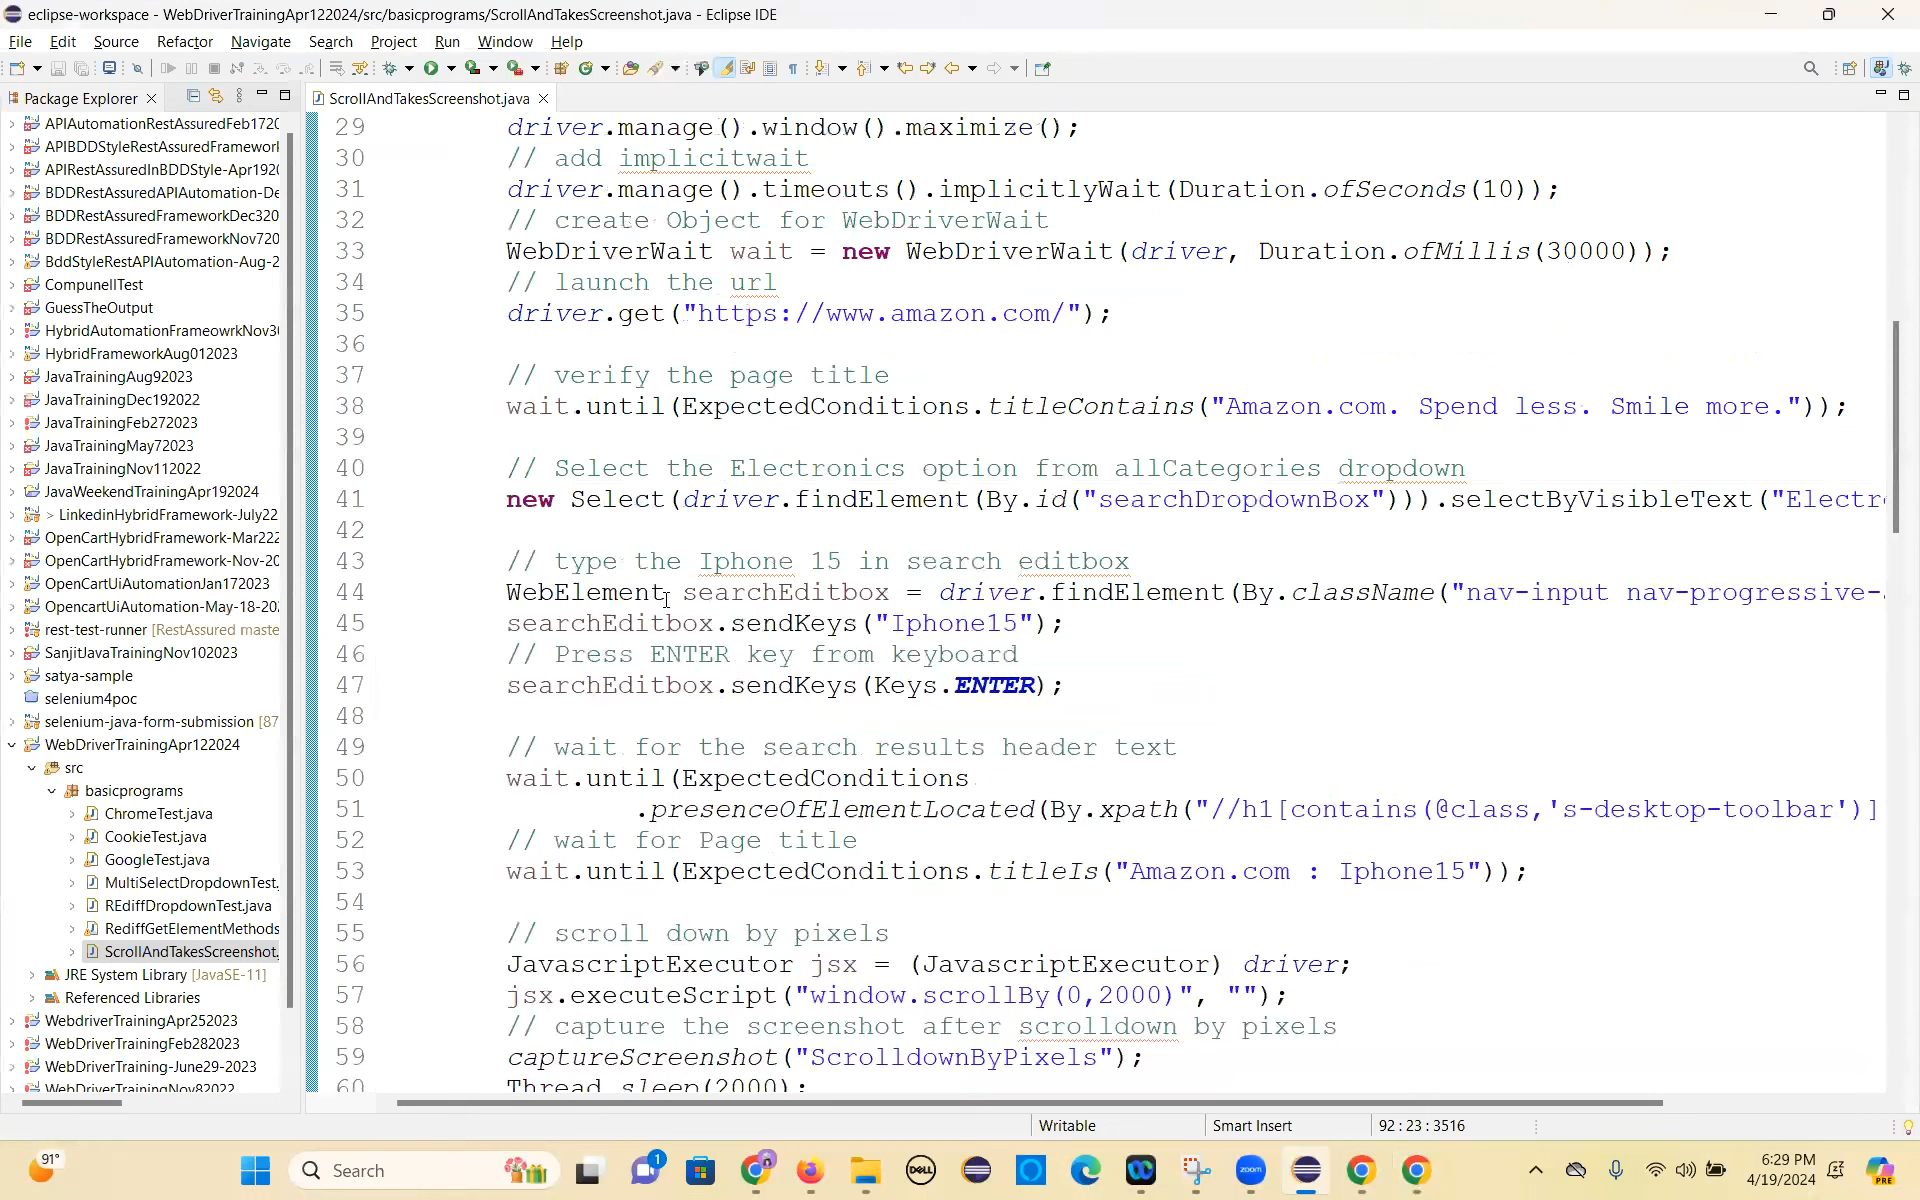 eclipse-workspace - WebDriverTrainingApr122024/src/basicprograms/ScrollAndTakesScreenshot.java - Eclipse IDE
File Edit Source Refactor Navigate Search Project Run Window Help
Package Explorer
ScrollAndTakesScreenshot.java
APIAutomationRestAssuredFeb1720
APIBDDStyleRestAssuredFramework
APIRestAssuredInBDDStyle-Apr1920
BDDRestAssuredAPIAutomation-De
BDDRestAssuredFrameworkDec320
BDDRestAssuredFrameworkNov720
BddStyleRestAPIAutomation-Aug-2
CompunellTest
GuessTheOutput
HybridAutomationFrameowrkNov30
HybridFrameworkAug012023
JavaTrainingAug92023
JavaTrainingDec192022
JavaTrainingFeb272023
JavaTrainingMay72023
JavaTrainingNov112022
JavaWeekendTrainingApr192024
> LinkedinHybridFramework-July22
OpenCartHybridFramework-Mar222
OpenCartHybridFramework-Nov-20
OpenCartUiAutomationJan172023
OpencartUiAutomation-May-18-20
rest-test-runner [RestAssured maste
SanjitJavaTrainingNov102023
satya-sample
selenium4poc
selenium-java-form-submission [87
WebDriverTrainingApr122024
src
basicprograms
ChromeTest.java
CookieTest.java
GoogleTest.java
MultiSelectDropdownTest.
REdiffDropdownTest.java
RediffGetElementMethods
ScrollAndTakesScreenshot.
JRE System Library [JavaSE-11]
Referenced Libraries
WebdriverTrainingApr252023
WebDriverTrainingFeb282023
WebDriverTraining-June29-2023
WebDriverTrainingNov82022
29 driver.manage().window().maximize();
30 // add implicitwait
31 driver.manage().timeouts().implicitlyWait(Duration.ofSeconds(10));
32 // create Object for WebDriverWait
33 WebDriverWait wait = new WebDriverWait(driver, Duration.ofMillis(30000));
34 // launch the url
35 driver.get("https://www.amazon.com/");
36
37 // verify the page title
38 wait.until(ExpectedConditions.titleContains("Amazon.com. Spend less. Smile more."));
39
40 // Select the Electronics option from allCategories dropdown
41 new Select(driver.findElement(By.id("searchDropdownBox"))).selectByVisibleText("Electr
42
43 // type the Iphone 15 in search editbox
44 WebElement searchEditbox = driver.findElement(By.className("nav-input nav-progressive-
45 searchEditbox.sendKeys("Iphone15");
46 // Press ENTER key from keyboard
47 searchEditbox.sendKeys(Keys.ENTER);
48
49 // wait for the search results header text
50 wait.until(ExpectedConditions
51 .presenceOfElementLocated(By.xpath("//h1[contains(@class,'s-desktop-toolbar')]
52 // wait for Page title
53 wait.until(ExpectedConditions.titleIs("Amazon.com : Iphone15"));
54
55 // scroll down by pixels
56 JavascriptExecutor jsx = (JavascriptExecutor) driver;
57 jsx.executeScript("window.scrollBy(0,2000)", "");
58 // capture the screenshot after scrolldown by pixels
59 captureScreenshot("ScrolldownByPixels");
60 Thread.sleep(2000);
Writable Smart Insert 92 : 23 : 3516
91° Search 1 DELL zoom PRE
6:29 PM
4/19/2024